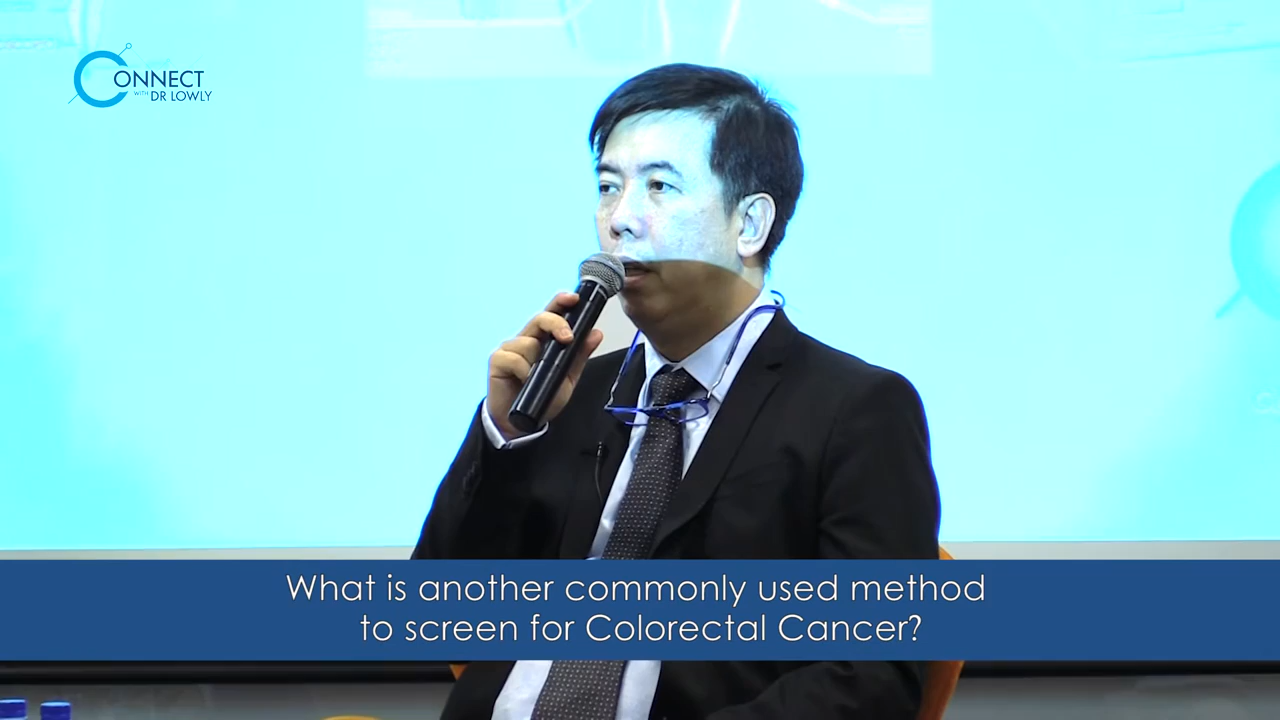 CONNECT
WITH DR LOWLY
What is another commonly used method
to screen for Colorectal Cancer?